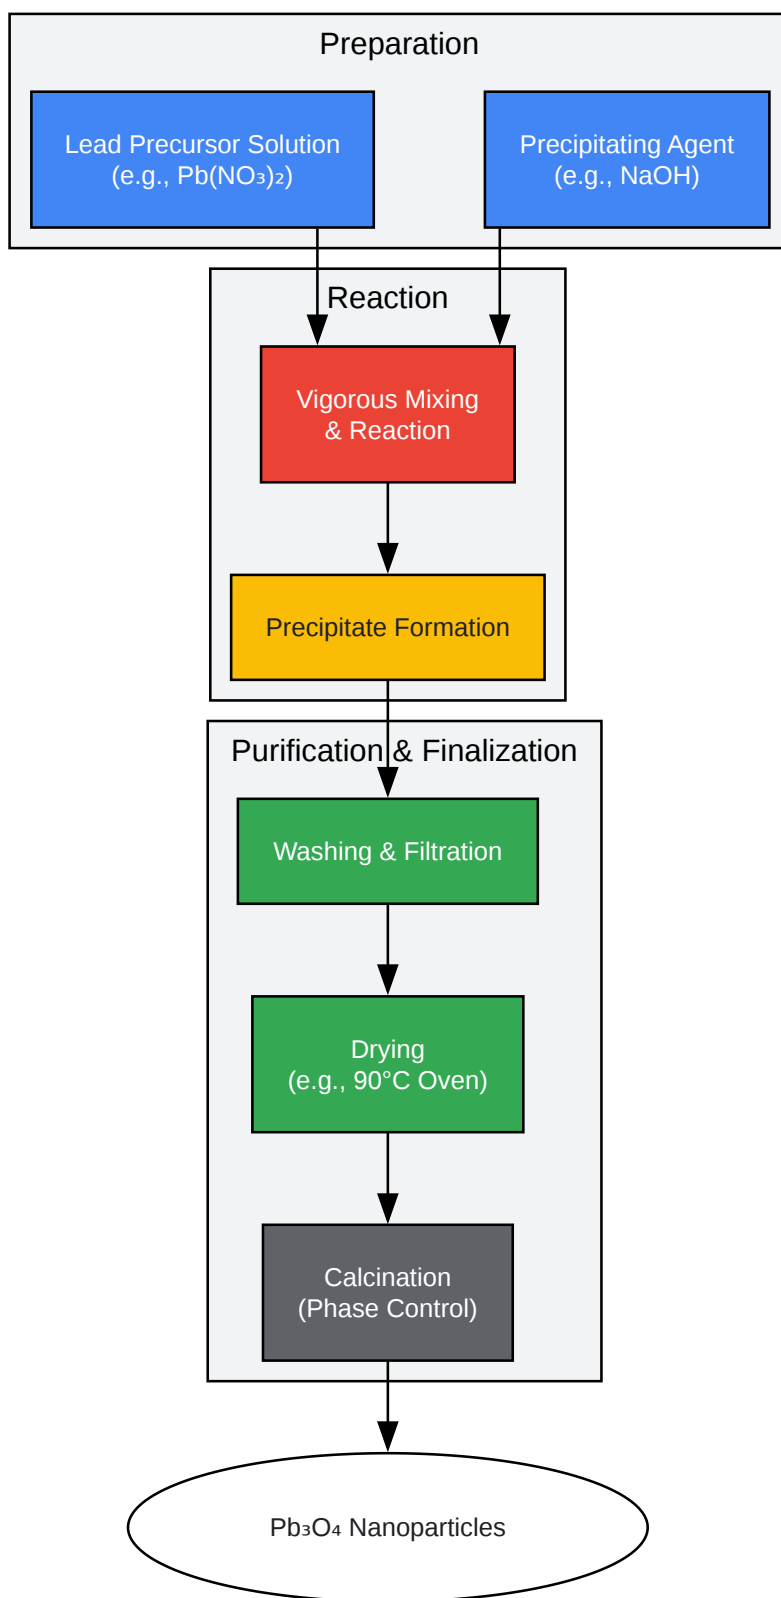 Preparation
Lead Precursor Solution
(e.g., Pb(NO₃)₂)
Precipitating Agent
(e.g., NaOH)
Reaction
Vigorous Mixing
& Reaction
Precipitate Formation
Purification & Finalization
Washing & Filtration
Drying
(e.g., 90°C Oven)
Calcination
(Phase Control)
Pb₃O₄ Nanoparticles